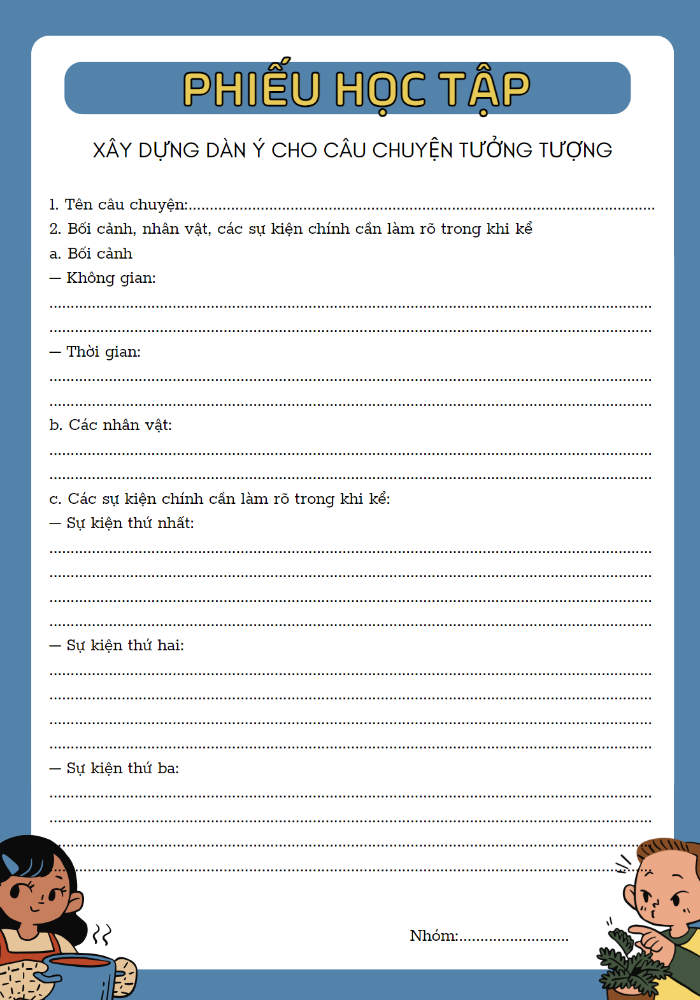 PHIẾU HỌC TẬP
XÂY DỰNG DÀN Ý CHO CÂU CHUYỆN TƯỞNG TƯỢNG
1. Tên câu chuyện:..............................................................................................................
2. Bối cảnh, nhân vật, các sự kiện chính cần làm rõ trong khi kể
a. Bối cảnh
— Không gian:
..............................................................................................................................................
..............................................................................................................................................
— Thời gian:
..............................................................................................................................................
..............................................................................................................................................
b. Các nhân vật:
..............................................................................................................................................
..............................................................................................................................................
c. Các sự kiện chính cần làm rõ trong khi kể:
— Sự kiện thứ nhất:
..............................................................................................................................................
..............................................................................................................................................
..............................................................................................................................................
..............................................................................................................................................
— Sự kiện thứ hai:
..............................................................................................................................................
..............................................................................................................................................
..............................................................................................................................................
..............................................................................................................................................
— Sự kiện thứ ba:
..............................................................................................................................................
..............................................................................................................................................
..............................................................................................................................................
..............................................................................................................................................
Nhóm:..........................